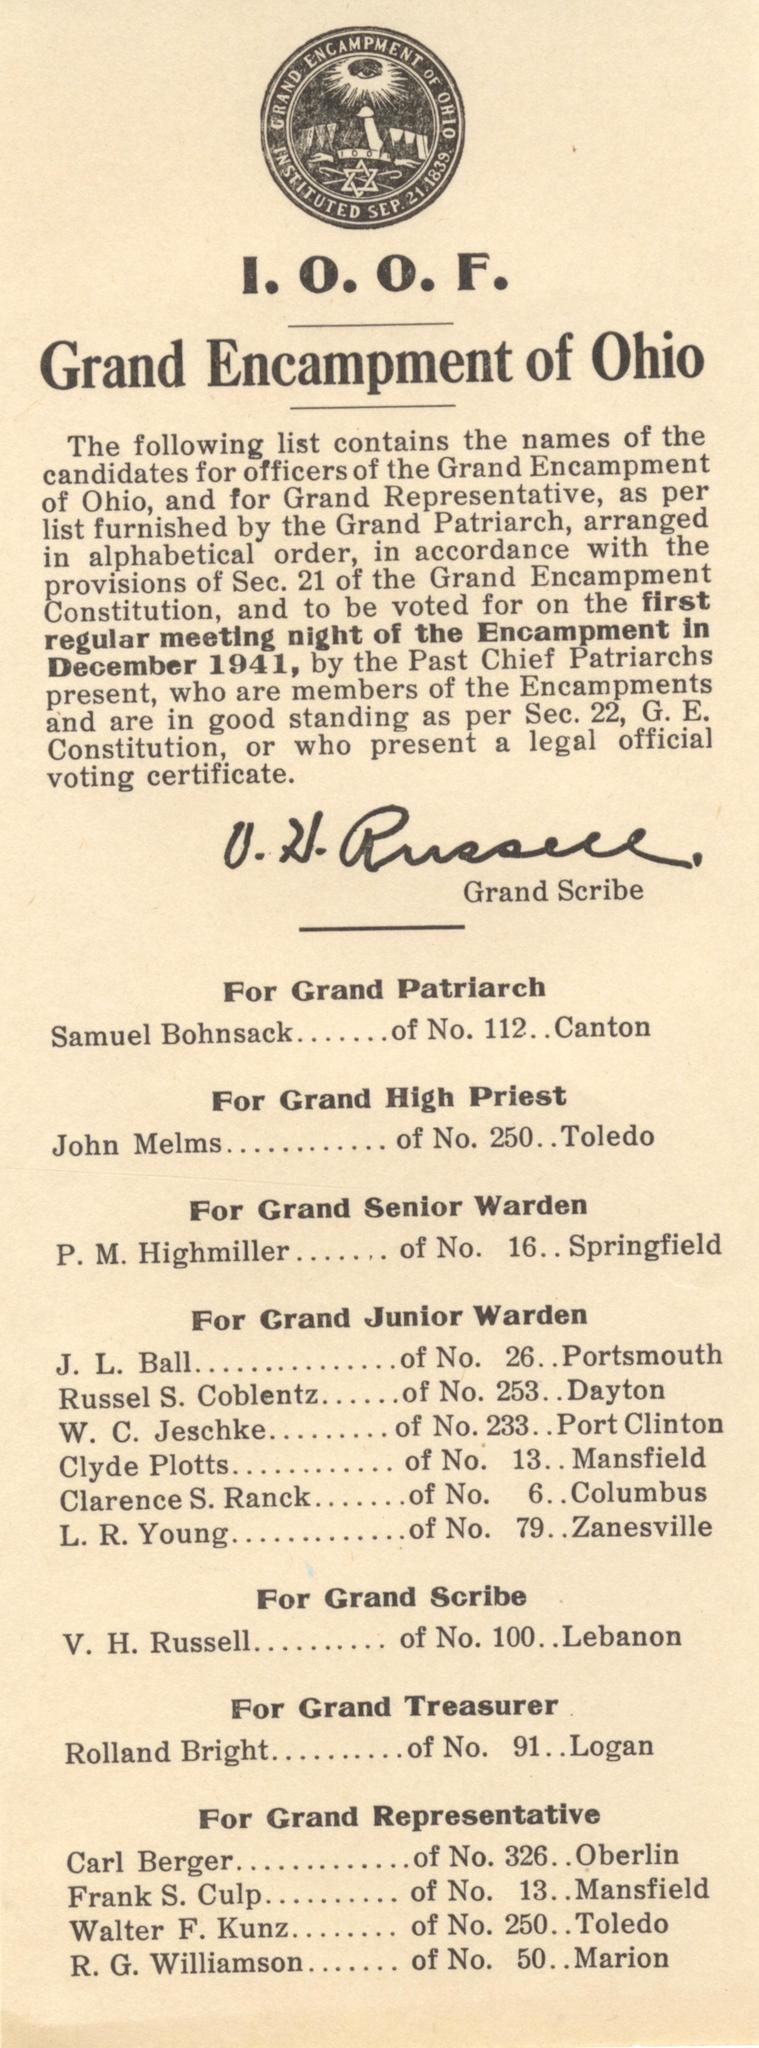 GRAND ENCAMPMENT OF OHIO
INSTITUTED SEP. 21. 1839.
I. O. O. F.
I. O. O. F.
Grand Encampment of Ohio
The following list contains the names of the
candidates for officers of the Grand Encampment
of Ohio, and for Grand Representative, as per
list furnished by the Grand Patriarch, arranged
in alphabetical order, in accordance with the
provisions of Sec. 21 of the Grand Encampment
Constitution, and to be voted for on the first
regular meeting night of the Encampment in
December 1941, by the Past Chief Patriarchs
present, who are members of the Encampments
and are in good standing as per Sec. 22, G. E.
Constitution, or who present a legal official
voting certificate.
V. H. Russell.
Grand Scribe
For Grand Patriarch
Samuel Bohnsack.......of No. 112..Canton
For Grand High Priest
John Melms............ of No. 250..Toledo
For Grand Senior Warden
P. M. Highmiller....... of No. 16.. Springfield
For Grand Junior Warden
J. L. Ball..............of No. 26..Portsmouth
Russel S. Coblentz......of No. 253..Dayton
W. C. Jeschke.........of No. 233..Port Clinton
Clyde Plotts............ of No. 13.. Mansfield
Clarence S. Ranck.......of No. 6..Columbus
L. R. Young.............of No. 79..Zanesville
For Grand Scribe
V. H. Russell.......... of No. 100..Lebanon
For Grand Treasurer
Rolland Bright..........of No. 91..Logan
For Grand Representative
Carl Berger.............of No. 326..Oberlin
Frank S. Culp.......... of No. 13..Mansfield
Walter F. Kunz........ of No. 250..Toledo
R. G. Williamson....... of No. 50..Marion